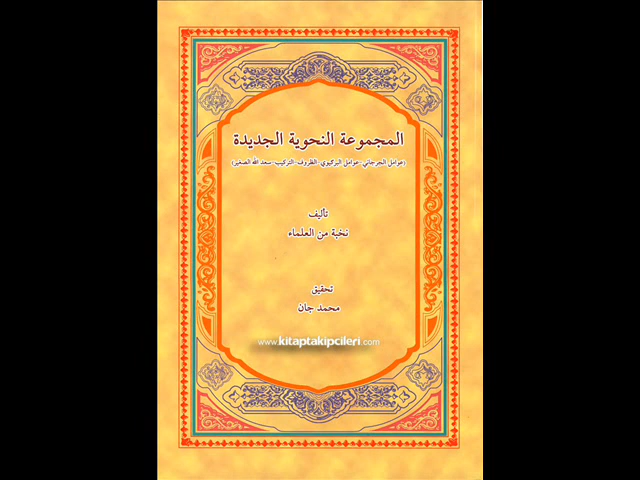 المجموعة النحوية الجديدة
(عوامل الجرجاني-عوامل البركيوي-الظروف-التركيب-سعد الله الصغير)
تأليف
نخبة من العلماء
تحقيق
محمد جان
www.kitaptakipcileri.com